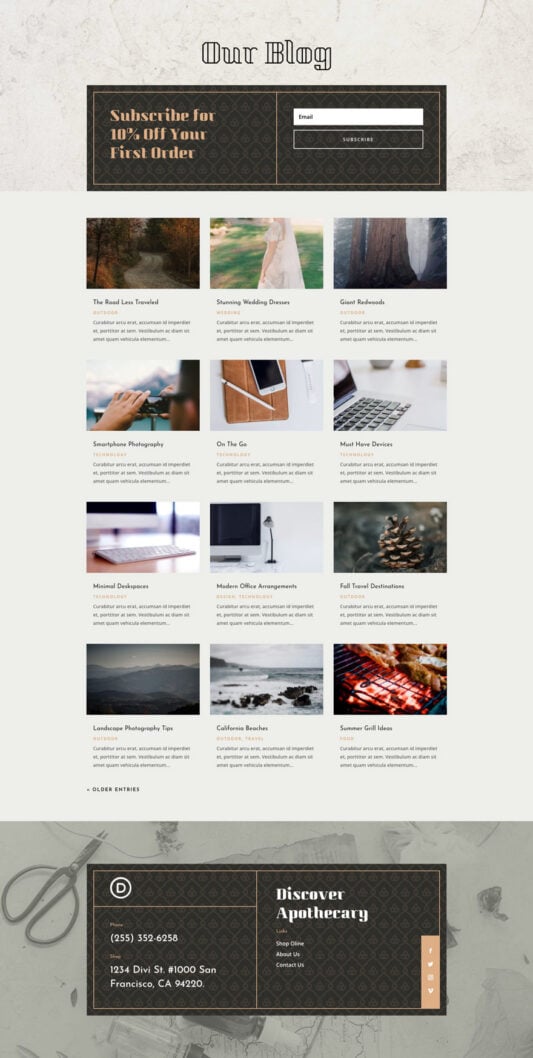 Our Blog
Subscribe for
10% Off Your
First Order
Email
SUBSCRIBE
The Road Less Traveled
OUTDOOR
Curabitur arcu erat, accumsan id imperdiet
et, porttitor at sem. Vestibulum ac diam sit
amet quam vehicula elementum...
Stunning Wedding Dresses
WEDDING
Curabitur arcu erat, accumsan id imperdiet
et, porttitor at sem. Vestibulum ac diam sit
amet quam vehicula elementum...
Giant Redwoods
OUTDOOR
Curabitur arcu erat, accumsan id imperdiet
et, porttitor at sem. Vestibulum ac diam sit
amet quam vehicula elementum...
Smartphone Photography
TECHNOLOGY
Curabitur arcu erat, accumsan id imperdiet
et, porttitor at sem. Vestibulum ac diam sit
amet quam vehicula elementum...
On The Go
TECHNOLOGY
Curabitur arcu erat, accumsan id imperdiet
et, porttitor at sem. Vestibulum ac diam sit
amet quam vehicula elementum...
Must Have Devices
TECHNOLOGY
Curabitur arcu erat, accumsan id imperdiet
et, porttitor at sem. Vestibulum ac diam sit
amet quam vehicula elementum...
Minimal Deskspaces
TECHNOLOGY
Curabitur arcu erat, accumsan id imperdiet
et, porttitor at sem. Vestibulum ac diam sit
amet quam vehicula elementum...
Modern Office Arrangements
DESIGN, TECHNOLOGY
Curabitur arcu erat, accumsan id imperdiet
et, porttitor at sem. Vestibulum ac diam sit
amet quam vehicula elementum...
Fall Travel Destinations
OUTDOOR
Curabitur arcu erat, accumsan id imperdiet
et, porttitor at sem. Vestibulum ac diam sit
amet quam vehicula elementum...
Landscape Photography Tips
OUTDOOR
Curabitur arcu erat, accumsan id imperdiet
et, porttitor at sem. Vestibulum ac diam sit
amet quam vehicula elementum...
California Beaches
OUTDOOR, TRAVEL
Curabitur arcu erat, accumsan id imperdiet
et, porttitor at sem. Vestibulum ac diam sit
amet quam vehicula elementum...
Summer Grill Ideas
FOOD
Curabitur arcu erat, accumsan id imperdiet
et, porttitor at sem. Vestibulum ac diam sit
amet quam vehicula elementum...
« OLDER ENTRIES
D
Phone
(255) 352-6258
Shop
1234 Divi St. #1000 San
Francisco, CA 94220.
Discover
Apothecary
Links
Shop Oline
About Us
Contact Us